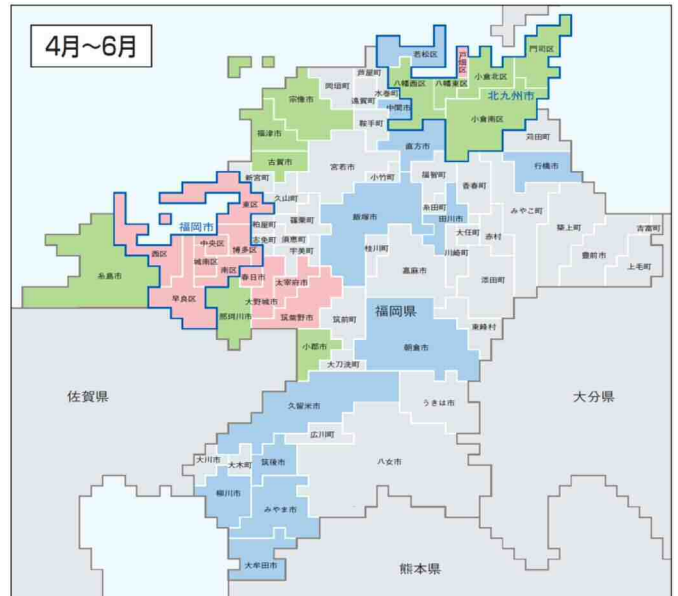 4月～6月
若松区
戸畑区
門司区
芦屋町
岡垣町
水巻町
遠賀町
八幡西区
八幡東区
小倉北区
北九州市
宗像市
中間市
鞍手町
小倉南区
苅田町
福津市
直方市
古賀市
宮若市
小竹町
福智町
香春町
行橋市
新宮町
久山町
糸田町
みやこ町
東区
粕屋町
篠栗町
飯塚市
田川市
吉富町
福岡市
志免町
須恵町
大任町
赤村
築上町
中央区
博多区
宇美町
桂川町
川崎町
豊前市
西区
城南区
南区
春日市
太宰府市
嘉麻市
添田町
上毛町
糸島市
早良区
大野城市
筑紫野市
那珂川市
筑前町
福岡県
東峰村
小郡市
朝倉市
大刀洗町
佐賀県
大分県
久留米市
うきは市
広川町
大川市
大木町
筑後市
八女市
柳川市
みやま市
大牟田市
熊本県